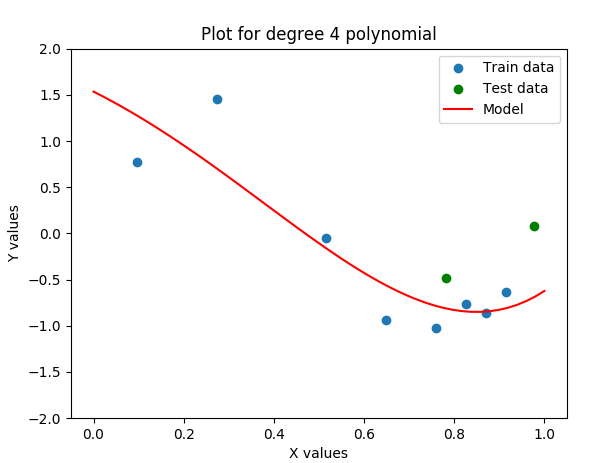 Plot for degree 4 polynomial
2.0
1.5
1.0
0.5
0.0
−0.5
−1.0
−1.5
−2.0
Y values
Train data
Test data
Model
0.0 0.2 0.4 0.6 0.8 1.0
X values